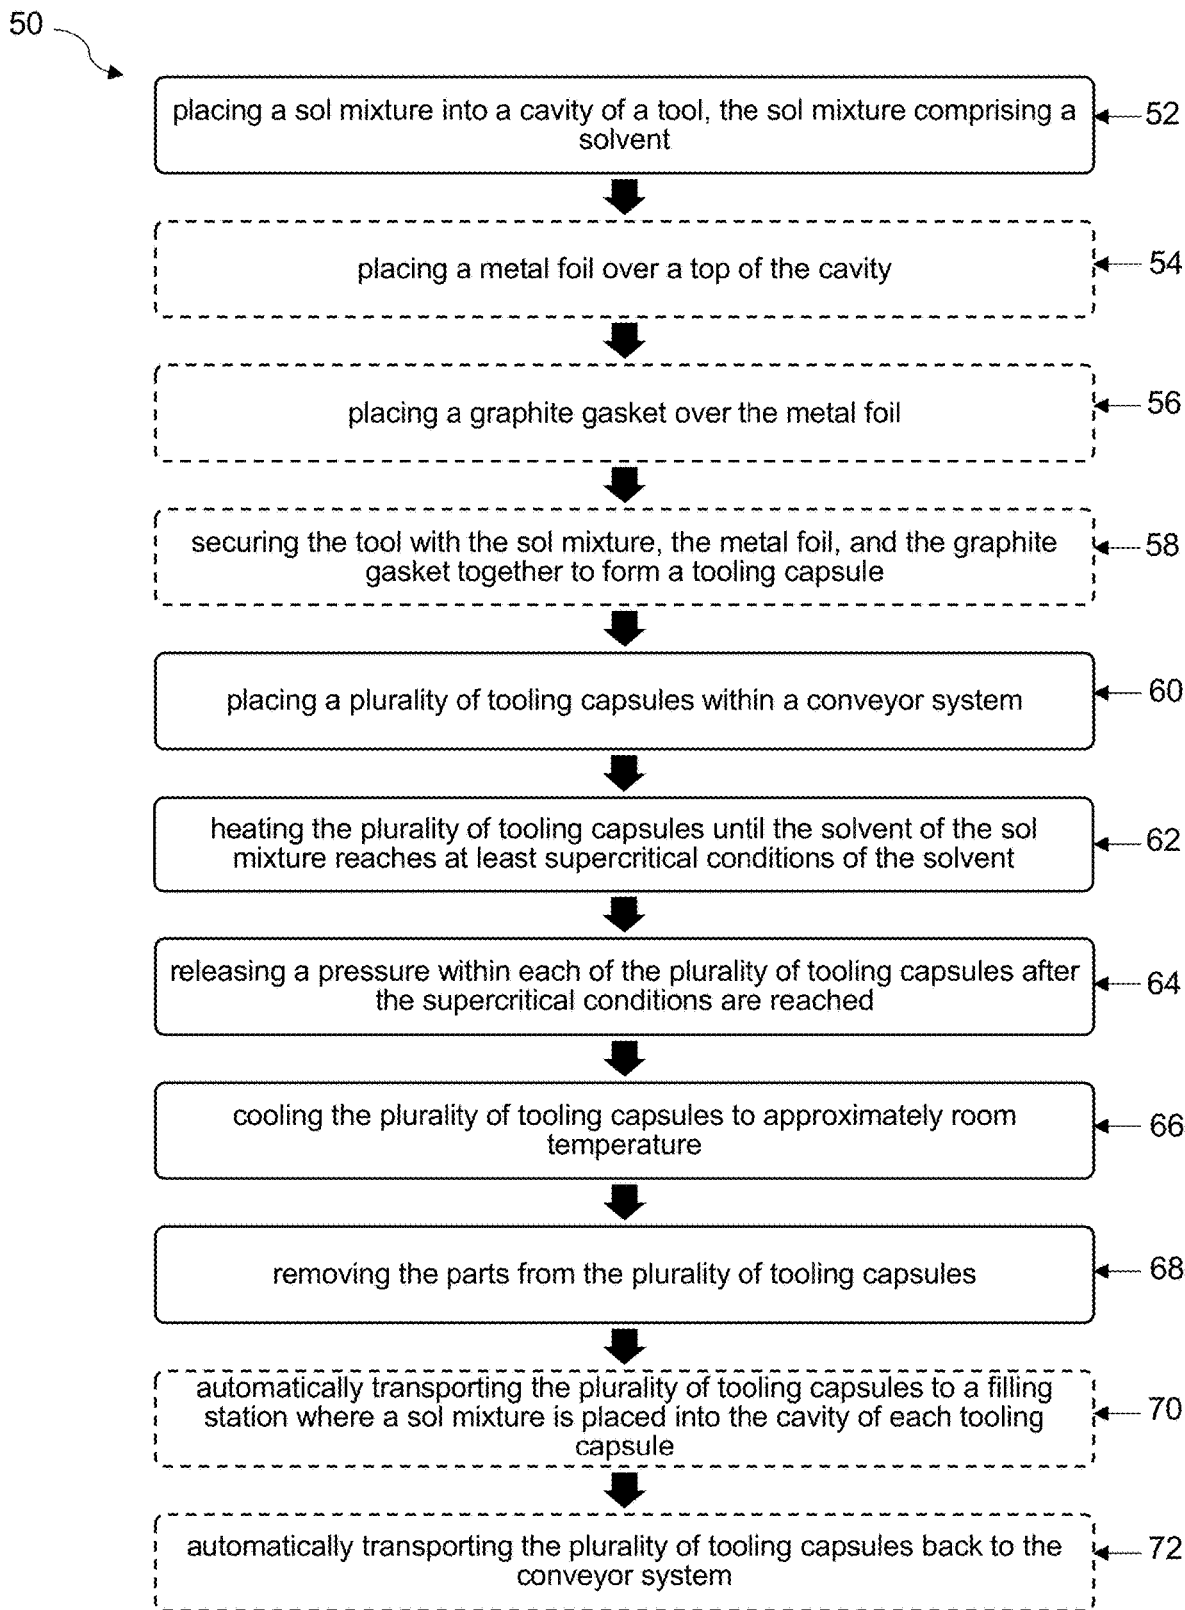 50
placing a sol mixture into a cavity of a tool, the sol mixture comprising a
solvent
52
placing a metal foil over a top of the cavity
54
placing a graphite gasket over the metal foil
56
securing the tool with the sol mixture, the metal foil, and the graphite
gasket together to form a tooling capsule
58
placing a plurality of tooling capsules within a conveyor system
60
heating the plurality of tooling capsules until the solvent of the sol
mixture reaches at least supercritical conditions of the solvent
62
releasing a pressure within each of the plurality of tooling capsules after
the supercritical conditions are reached
64
cooling the plurality of tooling capsules to approximately room
temperature
66
removing the parts from the plurality of tooling capsules
68
automatically transporting the plurality of tooling capsules to a filling
station where a sol mixture is placed into the cavity of each tooling
capsule
70
automatically transporting the plurality of tooling capsules back to the
conveyor system
72